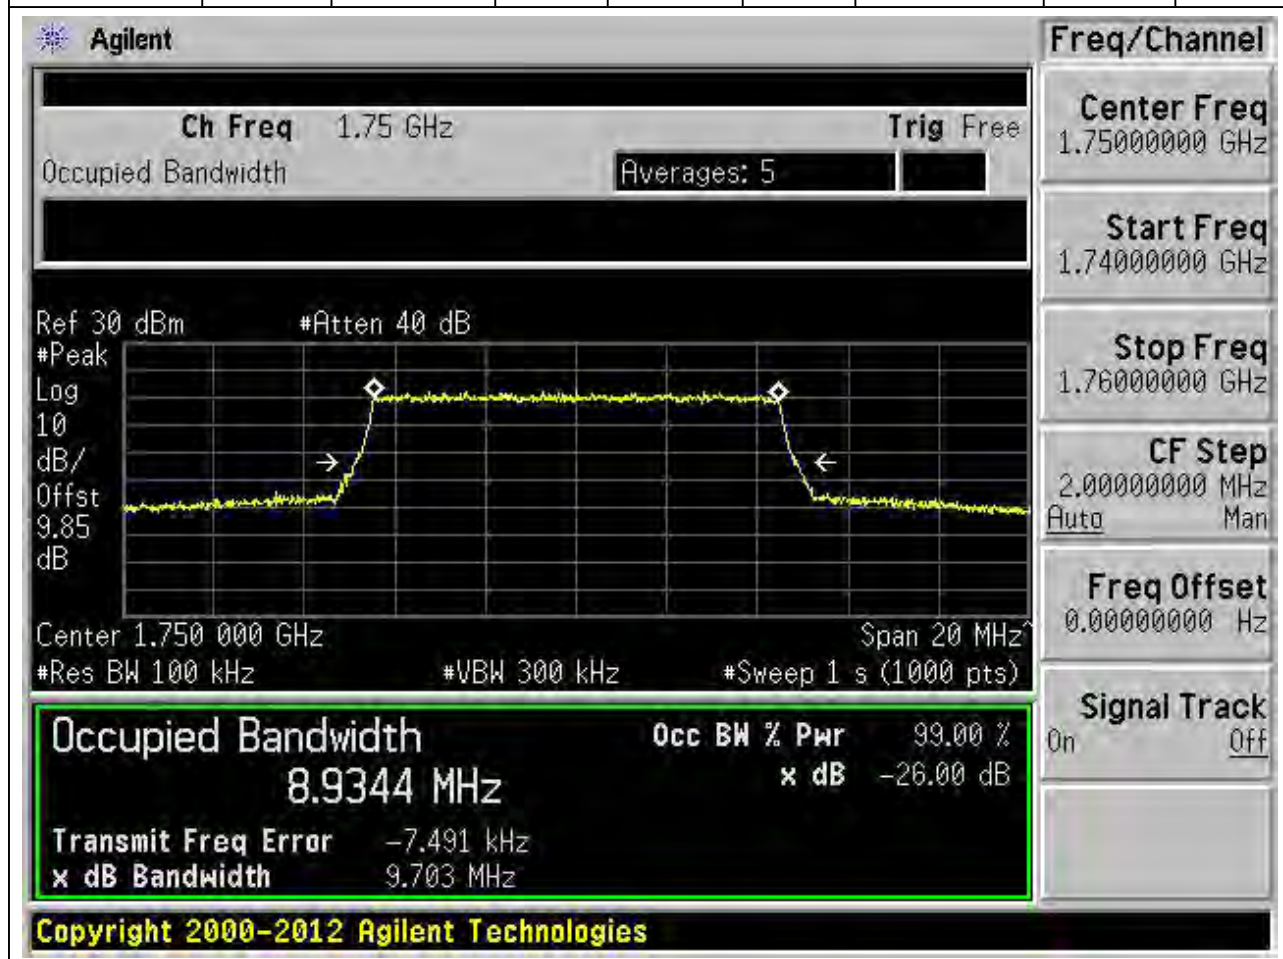 Agilent
Freq/Channel
Ch Freq 1.75 GHz Trig Free
Occupied Bandwidth Averages: 5
Center Freq
1.75000000 GHz
Start Freq
1.74000000 GHz
Stop Freq
1.76000000 GHz
CF Step
2.00000000 MHz
Auto Man
Freq Offset
0.00000000 Hz
Signal Track
On Off
Ref 30 dBm #Atten 40 dB
#Peak
Log
10
dB/
Offst
9.85
dB
Center 1.750 000 GHz Span 20 MHz^
#Res BW 100 kHz #VBW 300 kHz #Sweep 1 s (1000 pts)
Occupied Bandwidth Occ BW % Pwr 99.00 %
8.9344 MHz x dB -26.00 dB
Transmit Freq Error -7.491 kHz
x dB Bandwidth 9.703 MHz
Copyright 2000-2012 Agilent Technologies